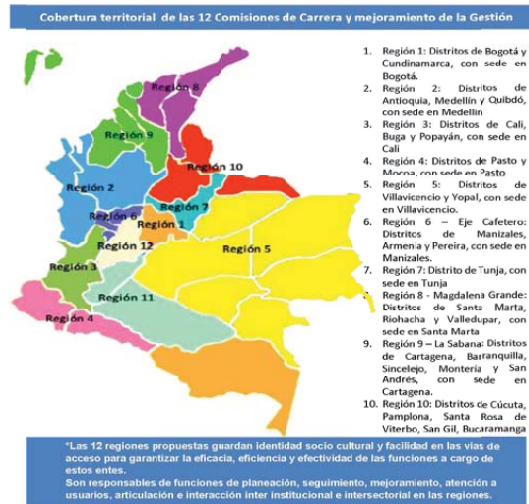 Cobertura territorial de las 12 Comisiones de Carrera y mejoramiento de la Gestión
Región 8
Región 9
Región 10
Región 2
Región 7
Región 6
Región 1
Región 12
Región 5
Región 3
Región 11
Región 4
1. Región 1: Distritos de Bogotá y
Cundinamarca, con sede en
Bogotá.
2. Región 2: Distritos de
Antioquia, Medellín y Quibdó,
con sede en Medellín
3. Región 3: Distritos de Cali,
Buga y Popayán, con sede en
Cali
4. Región 4: Distritos de Pasto y
Mocoa, con sede en Pasto
5. Región 5: Distritos de
Villavicencio y Yopal, con sede
en Villavicencio.
6. Región 6 – Eje Cafetero:
Distritos de Manizales,
Armenia y Pereira, con sede en
Manizales.
7. Región 7: Distrito de Tunja, con
sede en Tunja
Región 8 - Magdalena Grande:
Distritos de Santa Marta,
Riohacha y Valledupar, con
sede en Santa Marta
9. Región 9 – La Sabana: Distritos
de Cartagena, Barranquilla,
Sincelejo, Montería y San
Andrés, con sede en
Cartagena.
10. Región 10: Distritos de Cúcuta,
Pamplona, Santa Rosa de
Viterbo, San Gil, Bucaramanga
*Las 12 regiones propuestas guardan identidad socio cultural y facilidad en las vias de
acceso para garantizar la eficacia, eficiencia y efectividad de las funciones a cargo de
estos entes.
Son responsables de funciones de planeación, seguimiento, mejoramiento, atención a
usuarios, articulación e interacción inter institucional e intersectorial en las regiones.